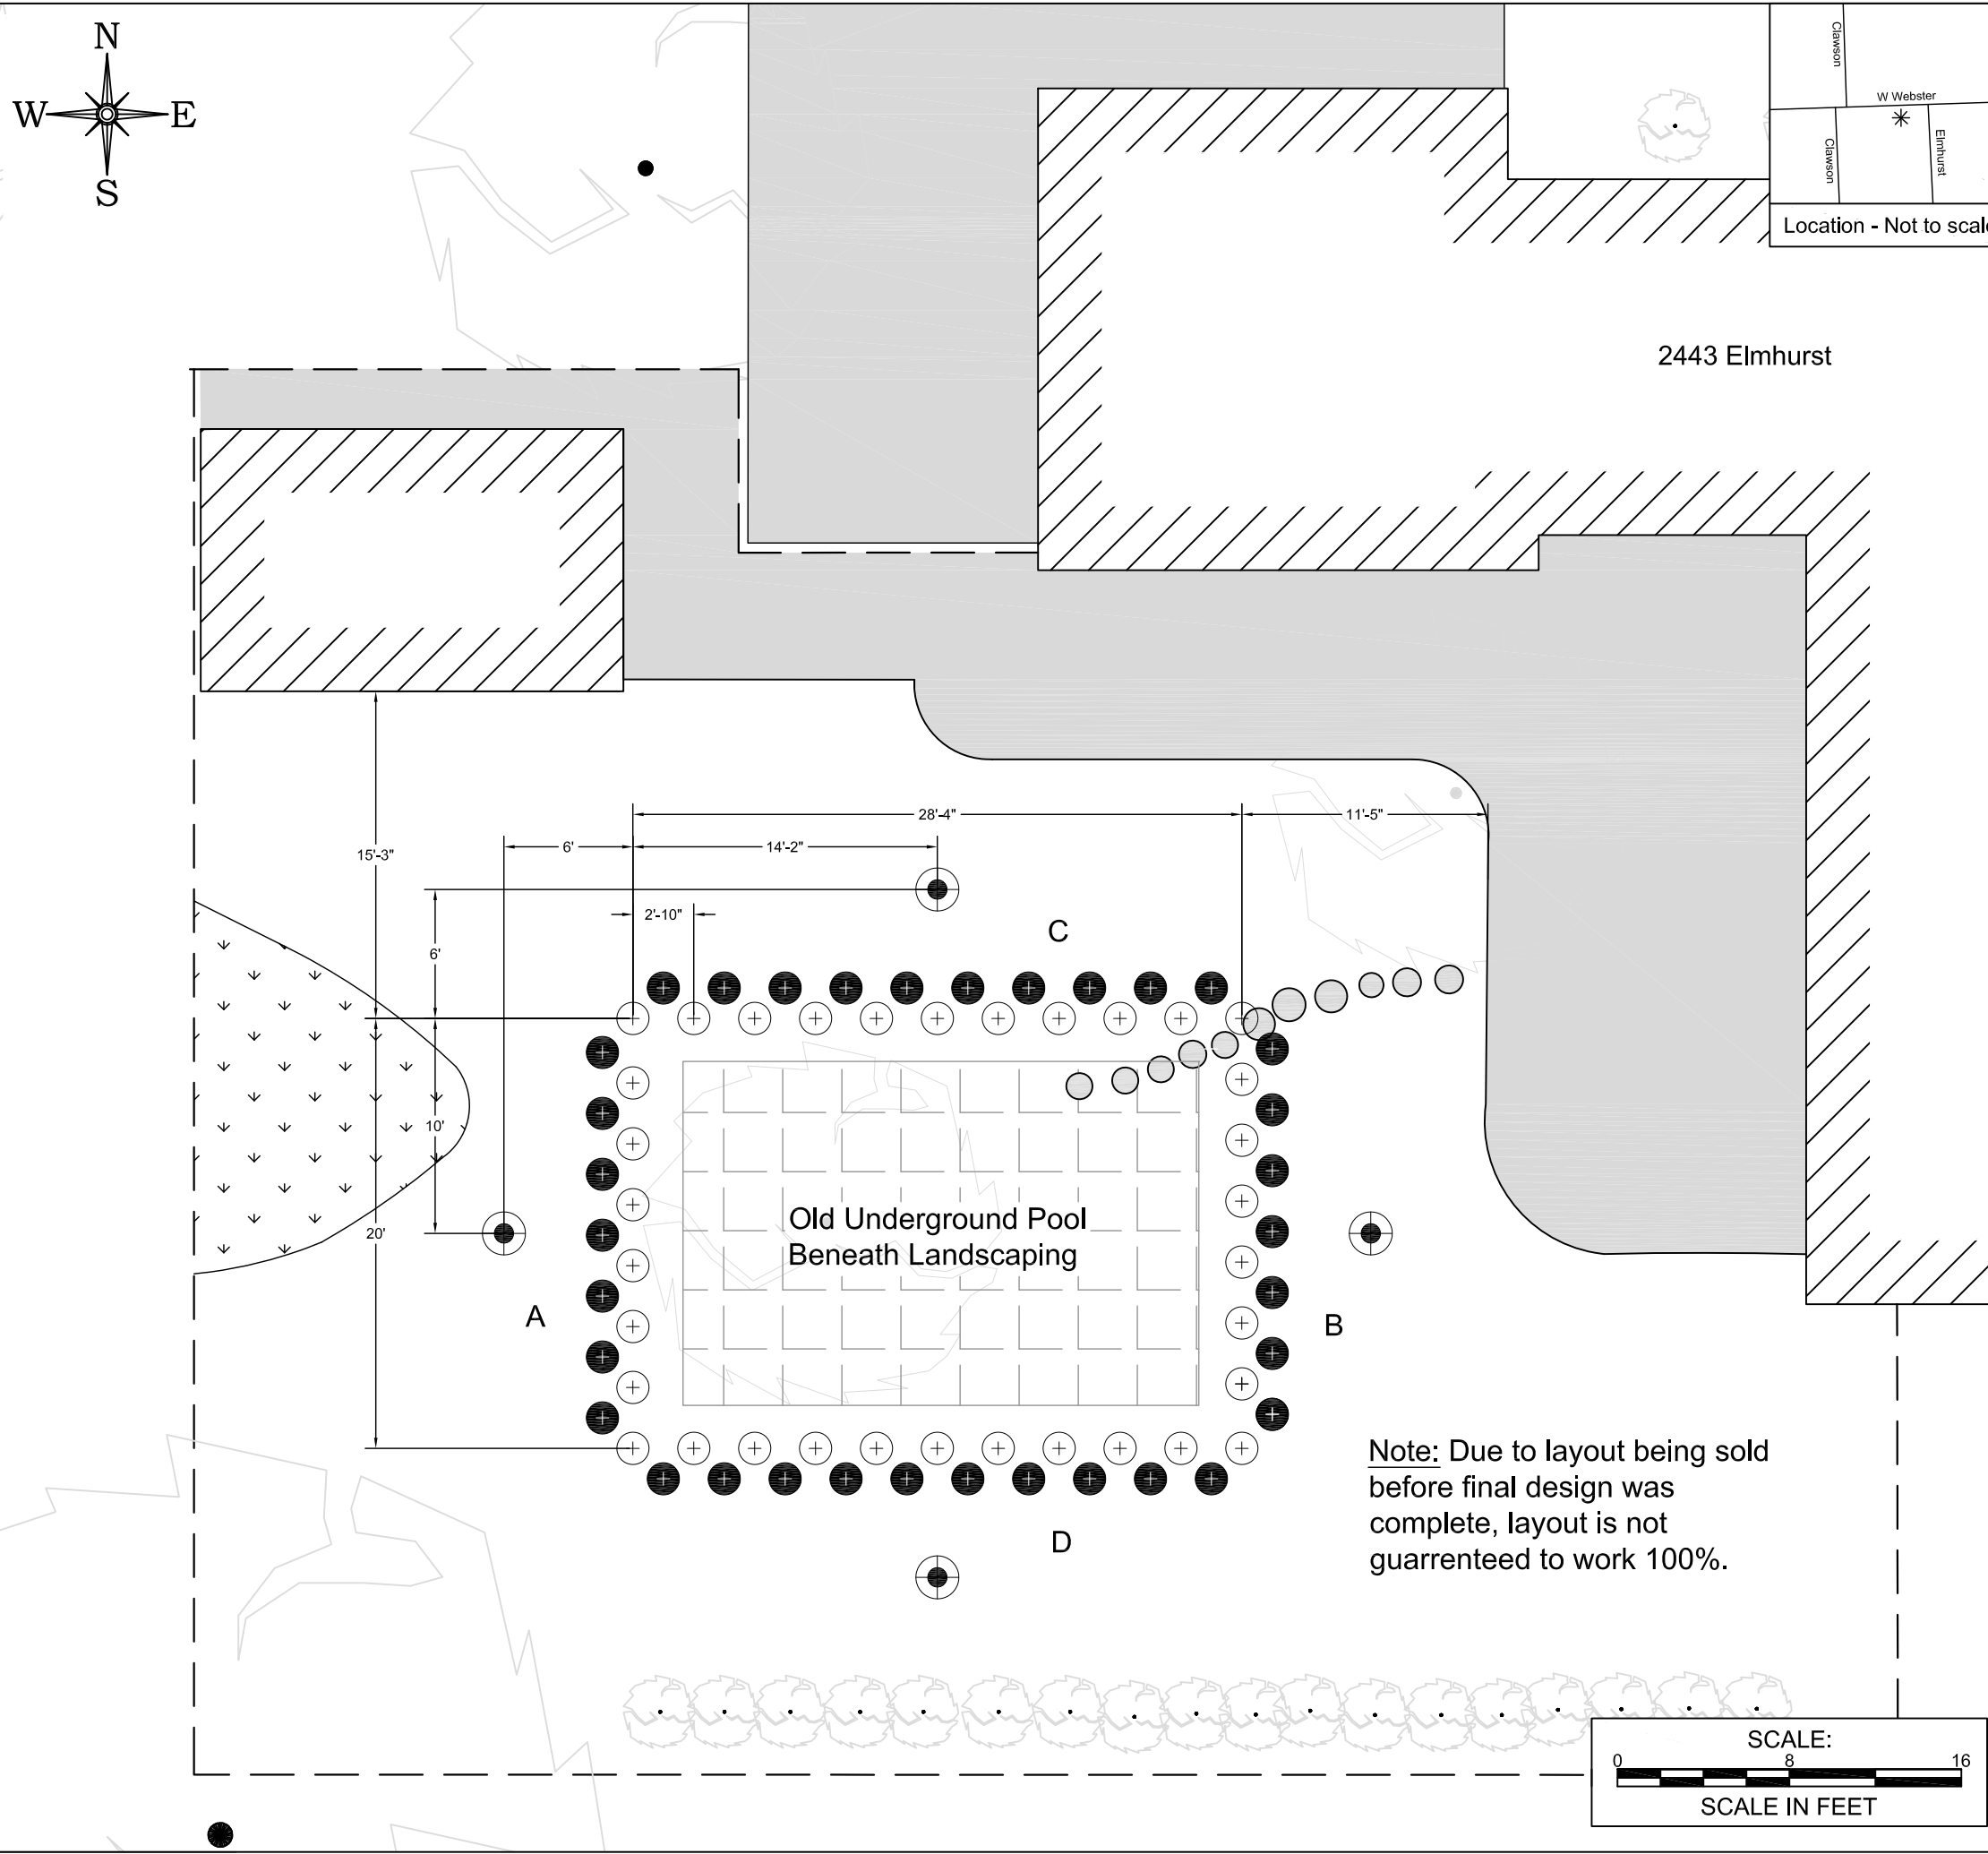 N
W
E
S
Clawson
W Webster
Clawson
Elmhurst
Location - Not to scale
2443 Elmhurst
28'-4"
11'-5"
15'-3"
6'
14'-2"
2'-10"
C
6'
10'
20'
Old Underground Pool
Beneath Landscaping
A
B
Note: Due to layout being sold
before final design was
complete, layout is not
guarrenteed to work 100%.
D
SCALE:
0 8 16
SCALE IN FEET